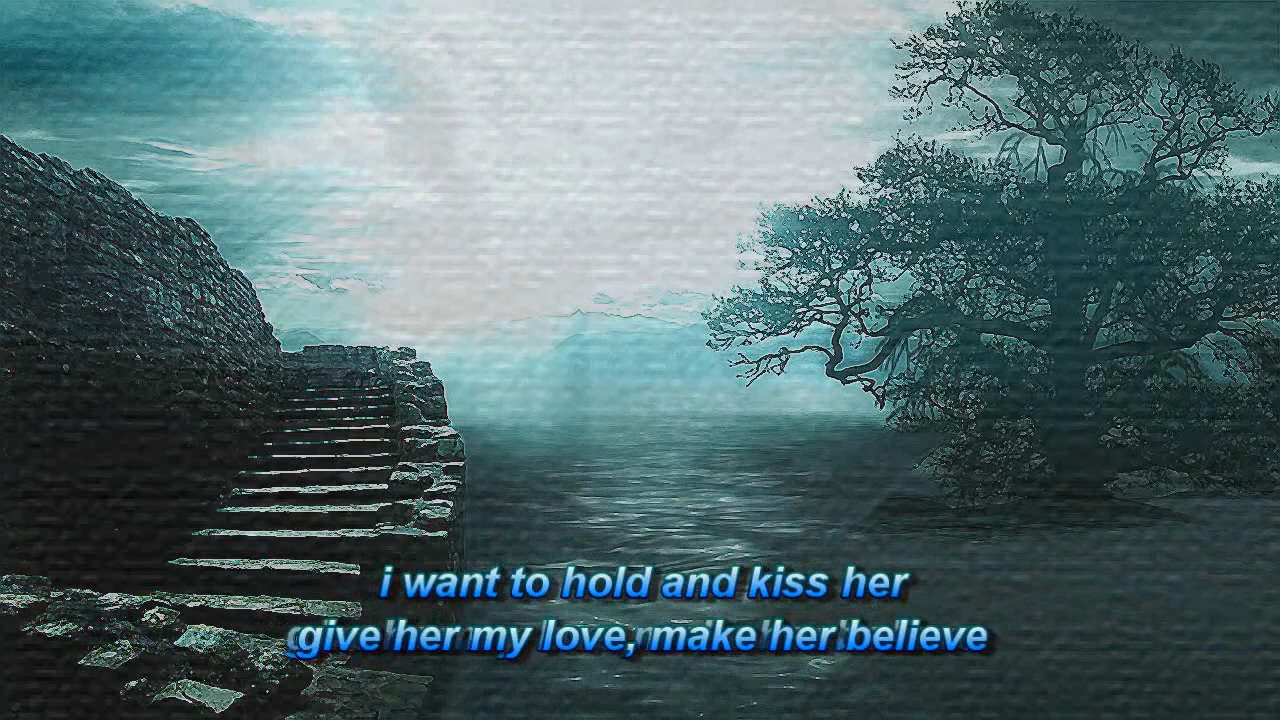 i want to hold and kiss her
give her my love, make her believe